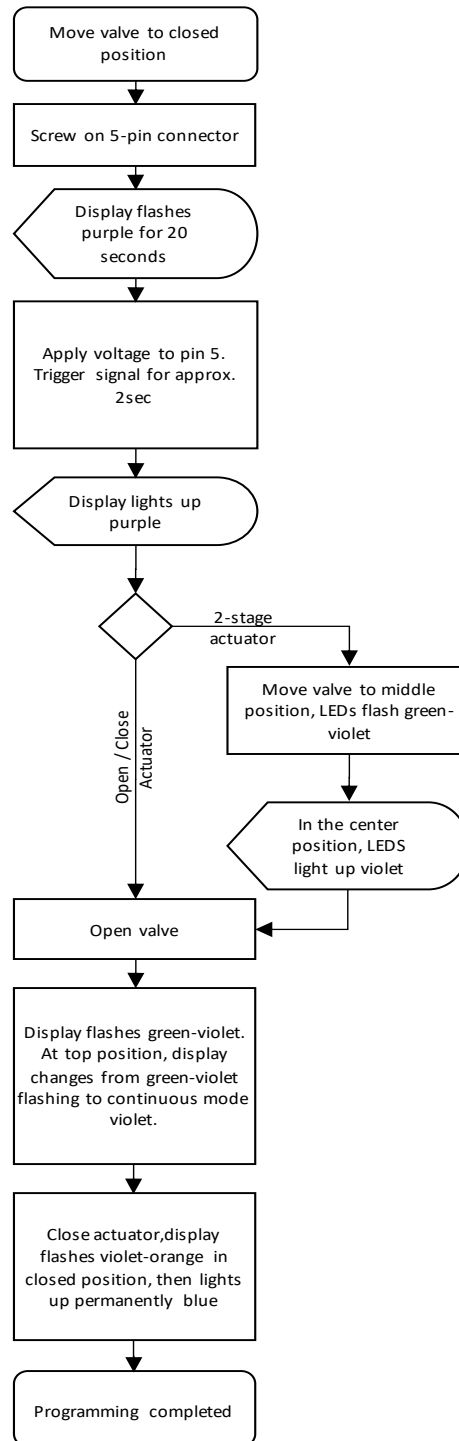 Move valve to closed
position
Screw on 5-pin connector
Display flashes
purple for 20
seconds
Apply voltage to pin 5.
Trigger signal for approx.
2sec
Display lights up
purple
2-stage
actuator
Move valve to middle
position, LEDs flash green-
violet
Open / Close
Actuator
In the center
position, LEDS
light up violet
Open valve
Display flashes green-violet.
At top position, display
changes from green-violet
flashing to continuous mode
violet.
Close actuator,display
flashes violet-orange in
closed position, then lights
up permanently blue
Programming completed